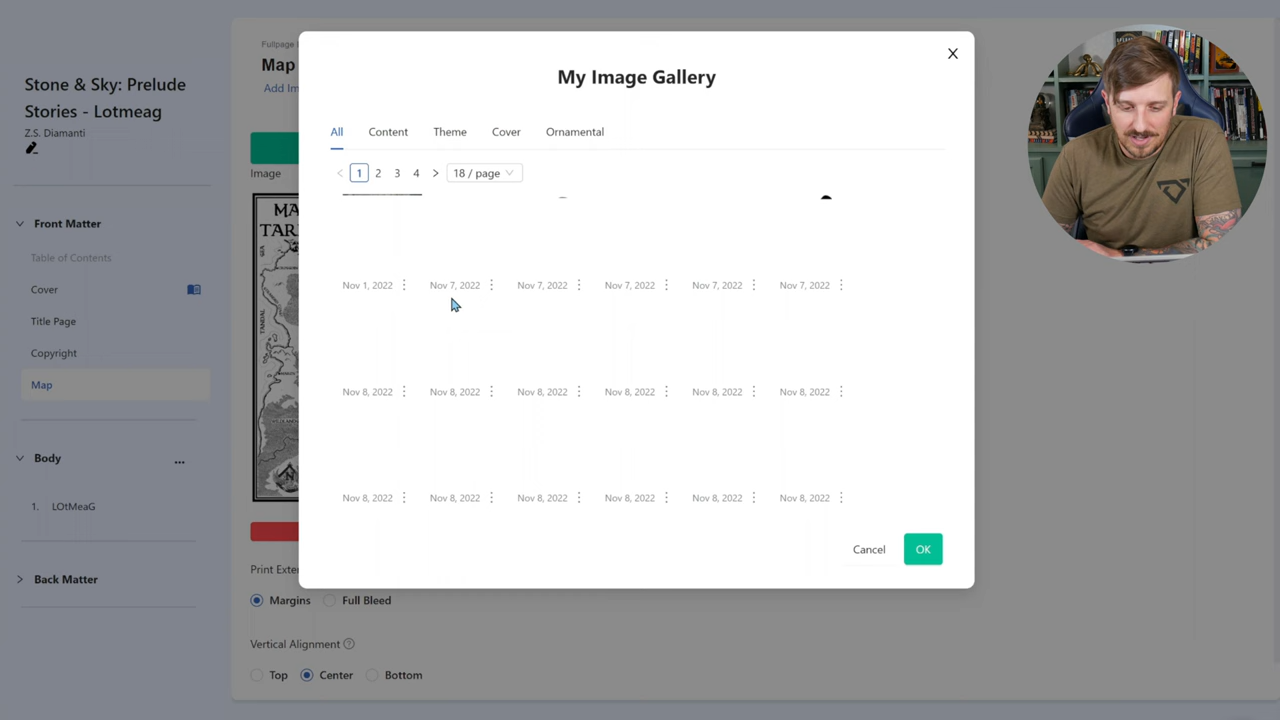 Stone & Sky: Prelude
Stories - Lotmeag
Z.S. Diamanti
Front Matter
Table of Contents
Cover
Title Page
Copyright
Map
Body
...
1. LOtMeaG
Back Matter
Fullpage
Map
Add Im
Image
Print Exte
Margins
Full Bleed
Vertical Alignment
Top
Center
Bottom
My Image Gallery
All
Content
Theme
Cover
Ornamental
< 1 2 3 4 > 18 / page
Nov 1, 2022 Nov 7, 2022 Nov 7, 2022 Nov 7, 2022 Nov 7, 2022 Nov 7, 2022
Nov 8, 2022 Nov 8, 2022 Nov 8, 2022 Nov 8, 2022 Nov 8, 2022 Nov 8, 2022
Nov 8, 2022 Nov 8, 2022 Nov 8, 2022 Nov 8, 2022 Nov 8, 2022 Nov 8, 2022
Cancel
OK